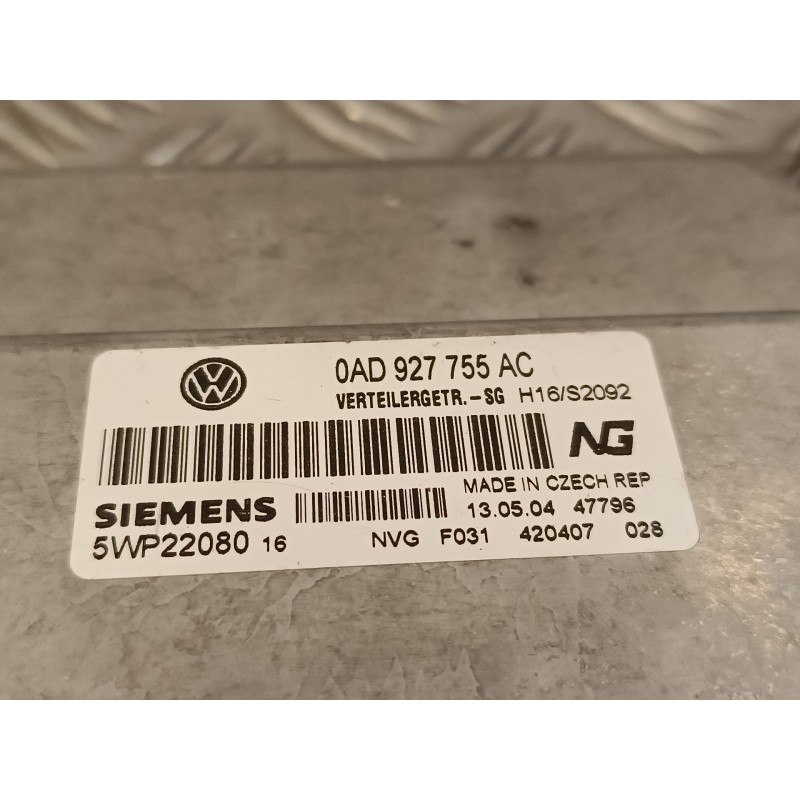 VW
0AD 927 755 AC
VERTEILERGETR.-SG H16/S2092
NG
MADE IN CZECH REP
SIEMENS 13.05.04 47796
5WP22080 16 NVG F031 420407 028